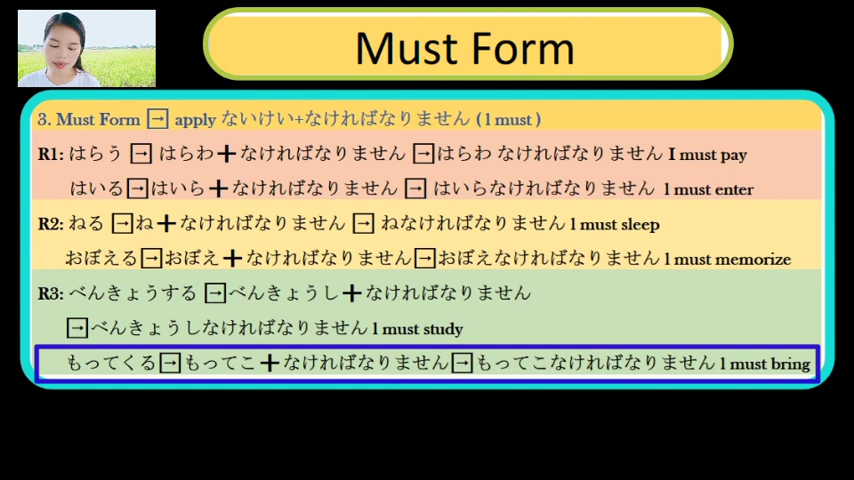 Must Form
3. Must Form → apply ないけい+なければなりません ( l must )
R1: はらう → はらわ+なければなりません →はらわ なければなりません I must pay
はいる→はいら+なければなりません → はいらなければなりません l must enter
R2: ねる →ね+なければなりません → ねなければなりません l must sleep
おぼえる→おぼえ+なければなりません→おぼえなければなりません l must memorize
R3: べんきょうする →べんきょうし+なければなりません
→べんきょうしなければなりません l must study
もってくる→もってこ+なければなりません→もってこなければなりません l must bring